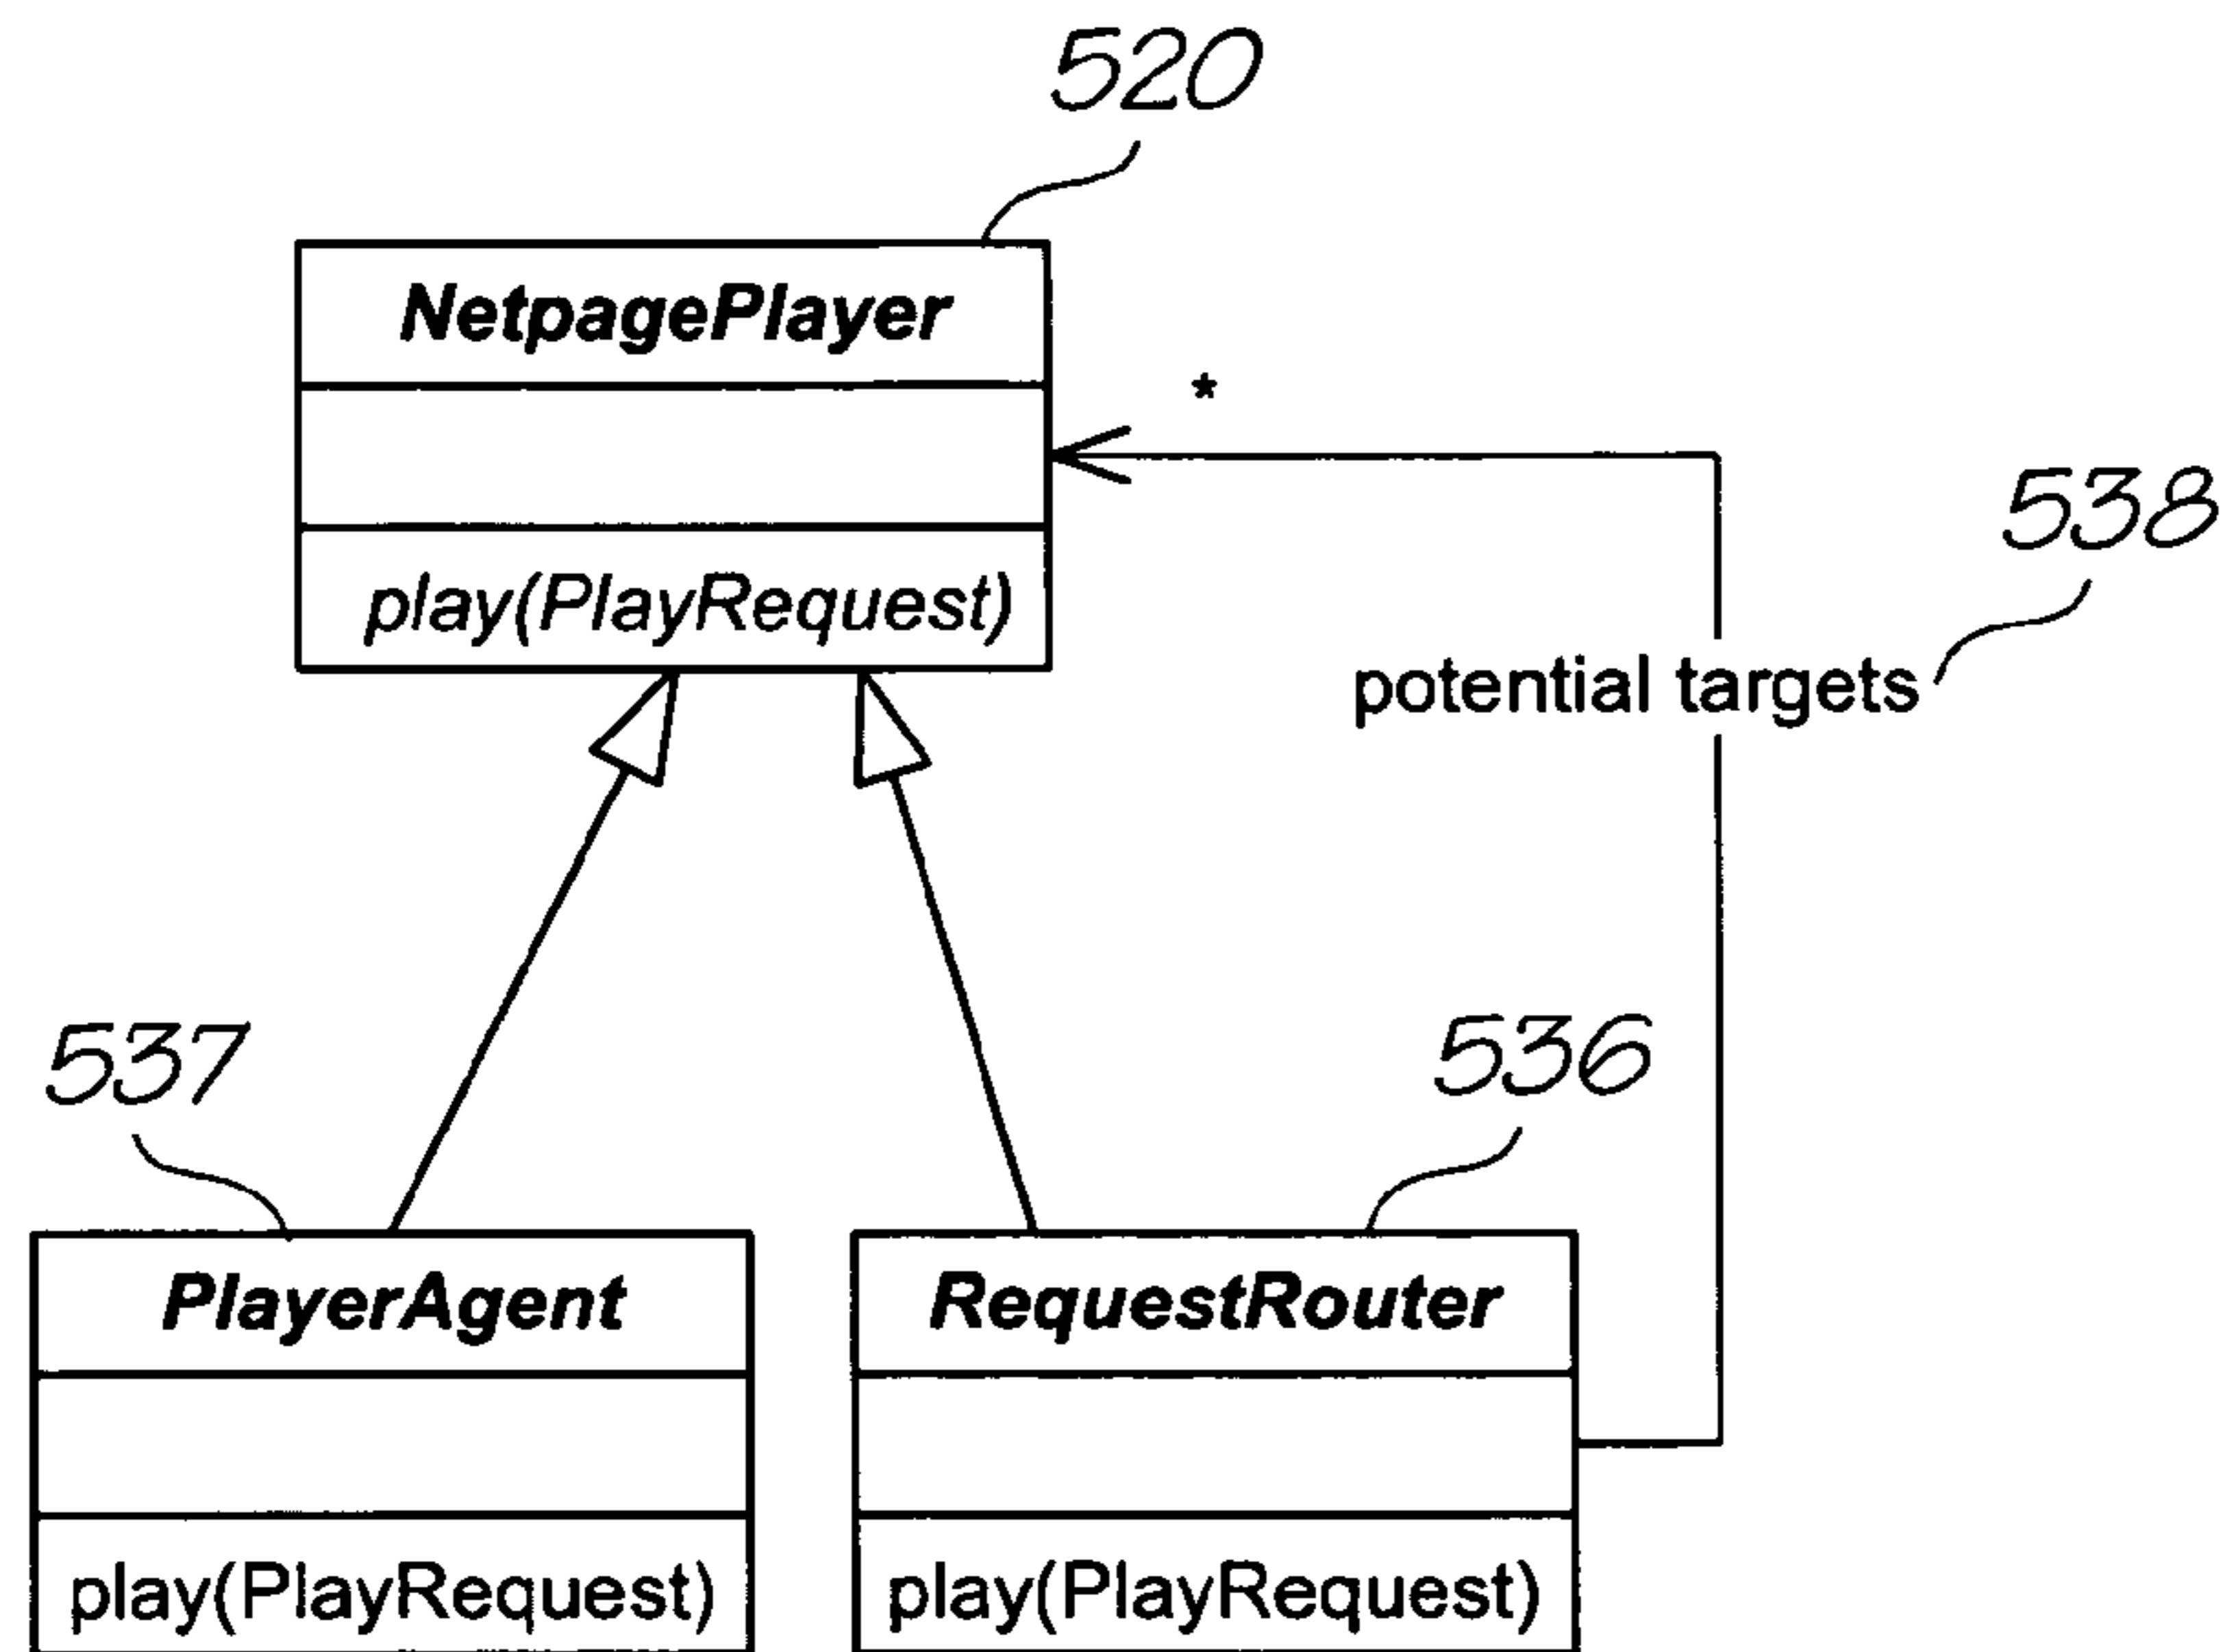 520
NetpagePlayer
*
play(PlayRequest)
538
potential targets
537
536
PlayerAgent
RequestRouter
play(PlayRequest)
play(PlayRequest)